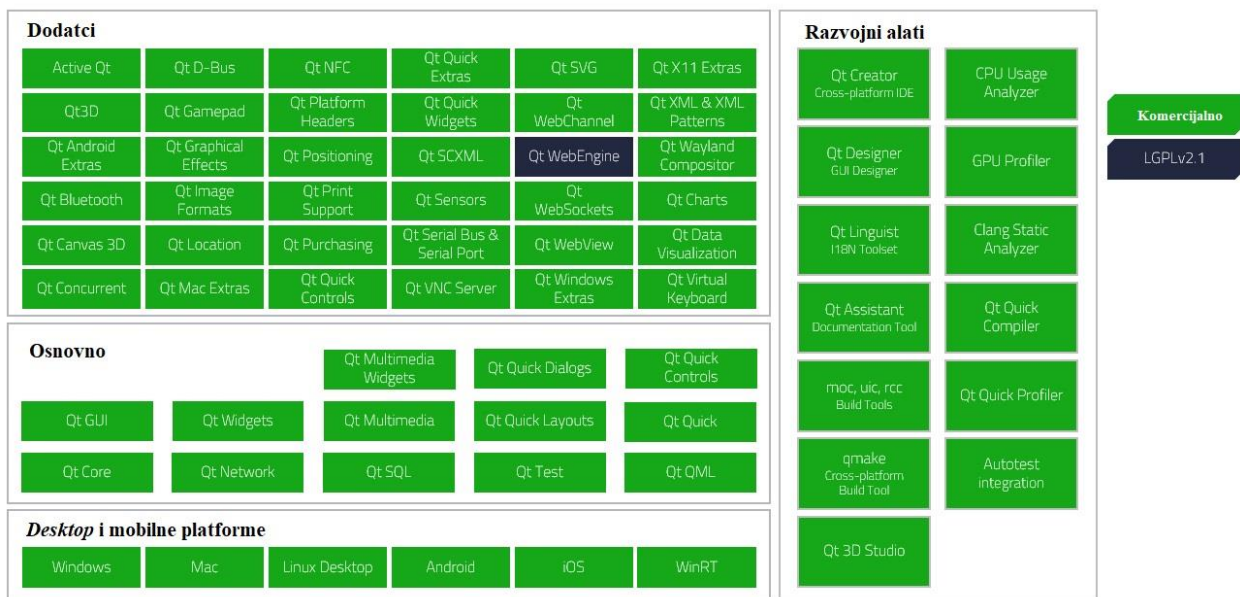 Dodatci
Active Qt
Qt D-Bus
Qt NFC
Qt Quick
Extras
Qt SVG
Qt X11 Extras
Qt3D
Qt Gamepad
Qt Platform
Headers
Qt Quick
Widgets
Qt
WebChannel
Qt XML & XML
Patterns
Qt Android
Extras
Qt Graphical
Effects
Qt Positioning
Qt SCXML
Qt WebEngine
Qt Wayland
Compositor
Qt Bluetooth
Qt Image
Formats
Qt Print
Support
Qt Sensors
Qt
WebSockets
Qt Charts
Qt Canvas 3D
Qt Location
Qt Purchasing
Qt Serial Bus &
Serial Port
Qt WebView
Qt Data
Visualization
Qt Concurrent
Qt Mac Extras
Qt Quick
Controls
Qt VNC Server
Qt Windows
Extras
Qt Virtual
Keyboard
Osnovno
Qt Multimedia
Widgets
Qt Quick Dialogs
Qt Quick
Controls
Qt GUI
Qt Widgets
Qt Multimedia
Qt Quick Layouts
Qt Quick
Qt Core
Qt Network
Qt SQL
Qt Test
Qt QML
Desktop i mobilne platforme
Windows
Mac
Linux Desktop
Android
iOS
WinRT
Razvojni alati
Qt Creator
Cross-platform IDE
CPU Usage
Analyzer
Qt Designer
GUI Designer
GPU Profiler
Qt Linguist
I18N Toolset
Clang Static
Analyzer
Qt Assistant
Documentation Tool
Qt Quick
Compiler
moc, uic, rcc
Build Tools
Qt Quick Profiler
qmake
Cross-platform
Build Tool
Autotest
integration
Qt 3D Studio
Komercijalno
LGPLv2.1